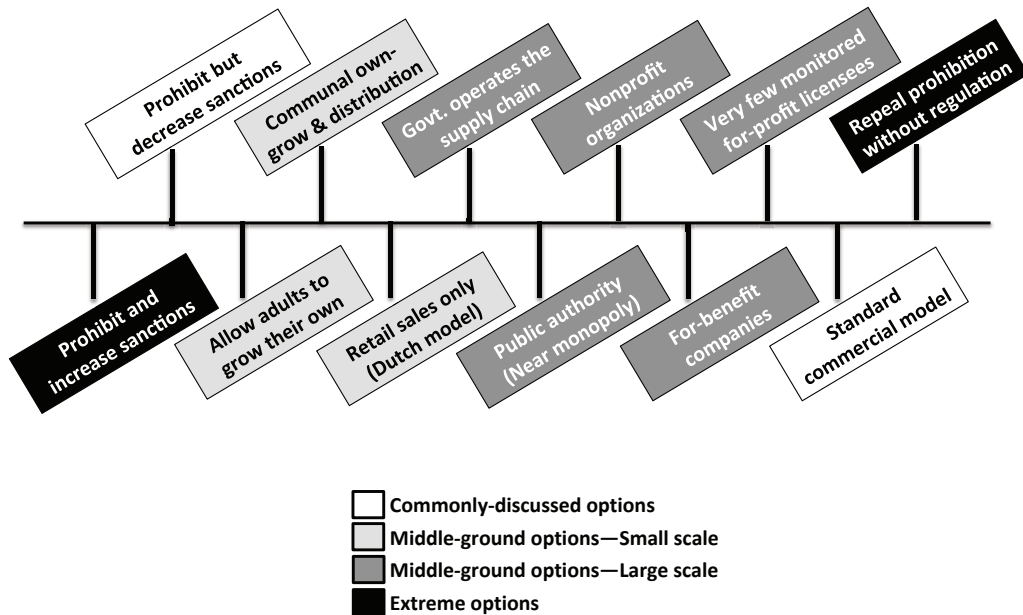 Prohibit but
decrease sanctions
Communal own-
grow & distribution
Govt. operates the
supply chain
Nonprofit
organizations
Very few monitored
for-profit licensees
Repeal prohibition
without regulation
Prohibit and
increase sanctions
Allow adults to
grow their own
Retail sales only
(Dutch model)
Public authority
(Near monopoly)
For-benefit
companies
Standard
commercial model
Commonly-discussed options
Middle-ground options—Small scale
Middle-ground options—Large scale
Extreme options